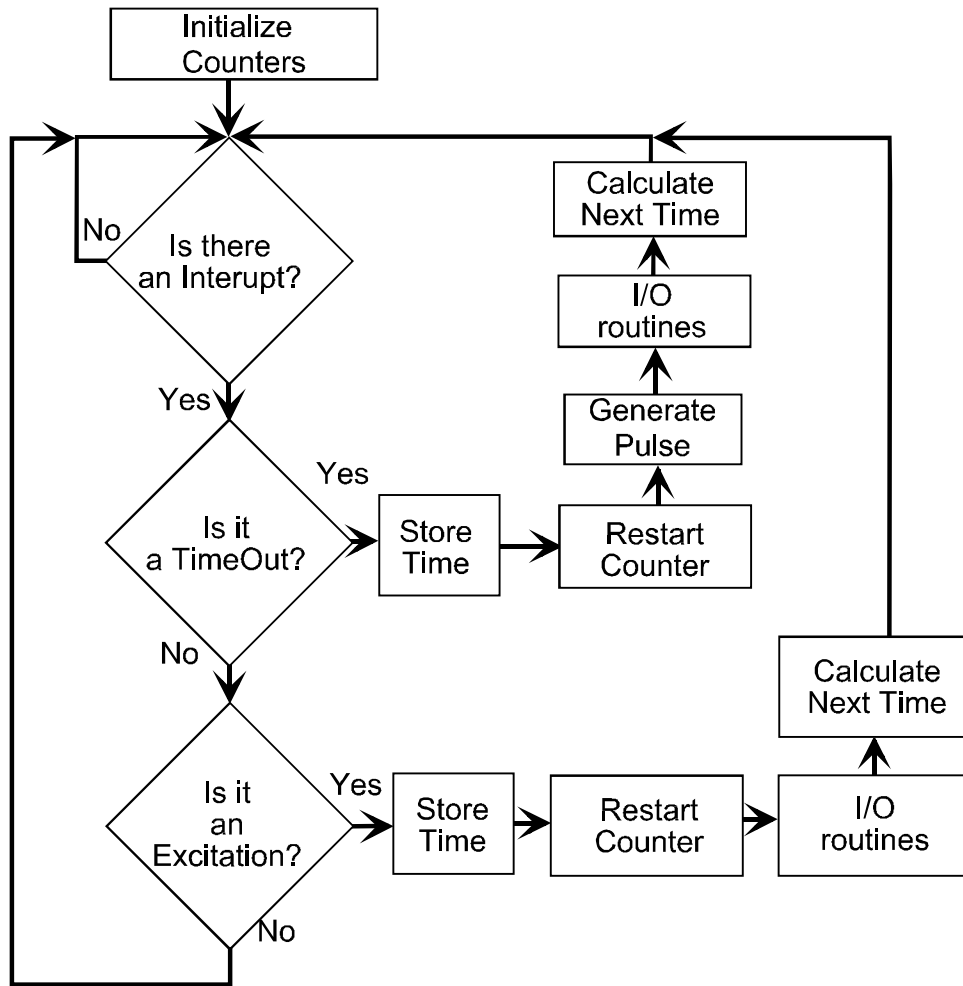 Initialize
Counters
No
Is there
an Interupt?
Yes
Is it
a TimeOut?
Yes
Store
Time
Restart
Counter
Generate
Pulse
I/O
routines
Calculate
Next Time
No
Is it
an
Excitation?
Yes
Store
Time
Restart
Counter
I/O
routines
Calculate
Next Time
No